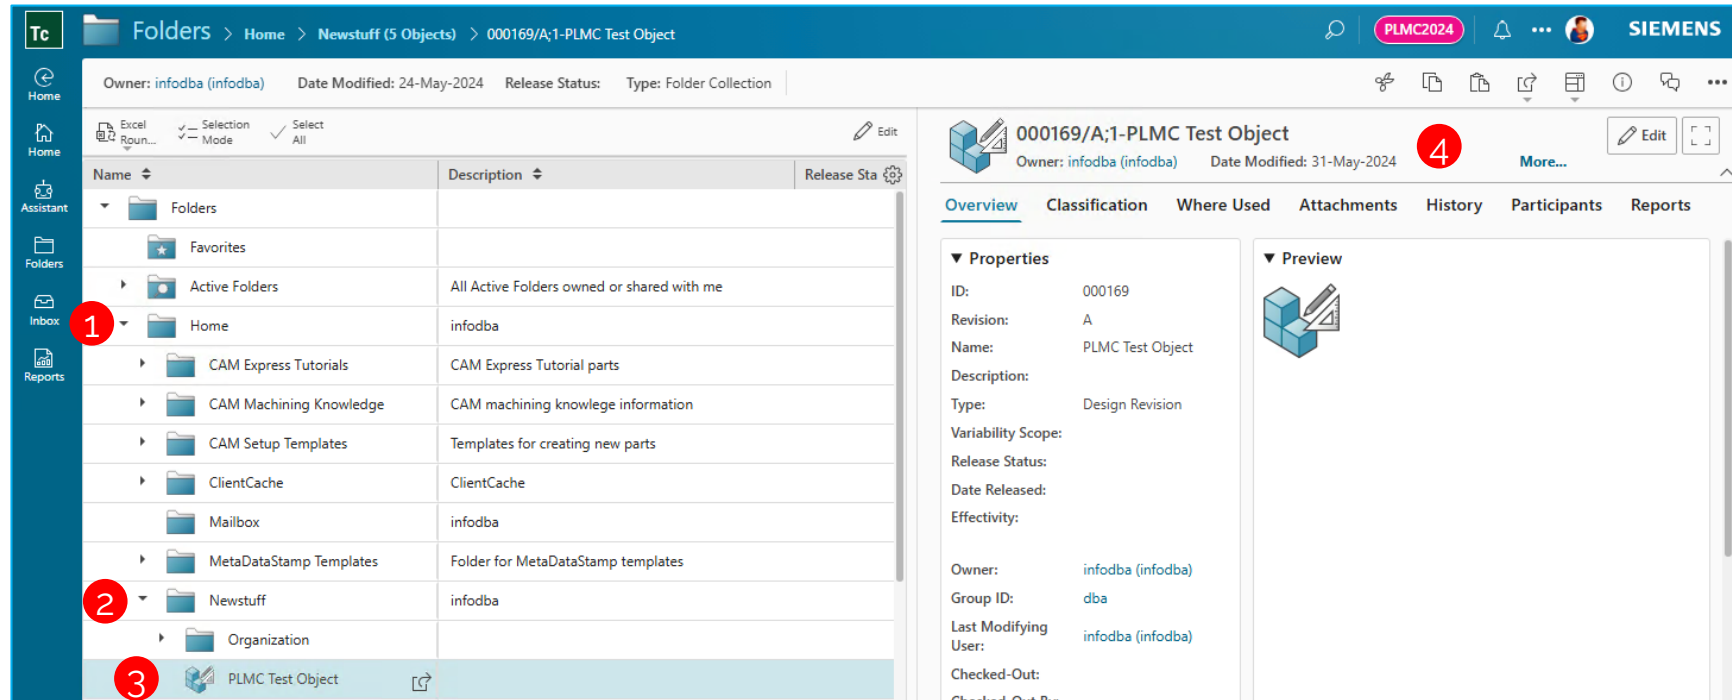 Tc
Folders > Home > Newstuff (5 Objects) > 000169/A;1-PLMC Test Object
PLMC2024
SIEMENS
Home
Home
Assistant
Folders
Inbox
Reports
Owner: infodba (infodba) Date Modified: 24-May-2024 Release Status: Type: Folder Collection
Excel
Roun...
Selection
Mode
Select
All
Edit
Name Description Release Sta
Folders
Favorites
Active Folders All Active Folders owned or shared with me
1 Home infodba
CAM Express Tutorials CAM Express Tutorial parts
CAM Machining Knowledge CAM machining knowlege information
CAM Setup Templates Templates for creating new parts
ClientCache ClientCache
Mailbox infodba
MetaDataStamp Templates Folder for MetaDataStamp templates
2 Newstuff infodba
Organization
3 PLMC Test Object
000169/A;1-PLMC Test Object
Owner: infodba (infodba) Date Modified: 31-May-2024
4
More...
Edit
Overview Classification Where Used Attachments History Participants Reports
Properties
ID: 000169
Revision: A
Name: PLMC Test Object
Description:
Type: Design Revision
Variability Scope:
Release Status:
Date Released:
Effectivity:
Owner: infodba (infodba)
Group ID: dba
Last Modifying
User: infodba (infodba)
Checked-Out:
Preview